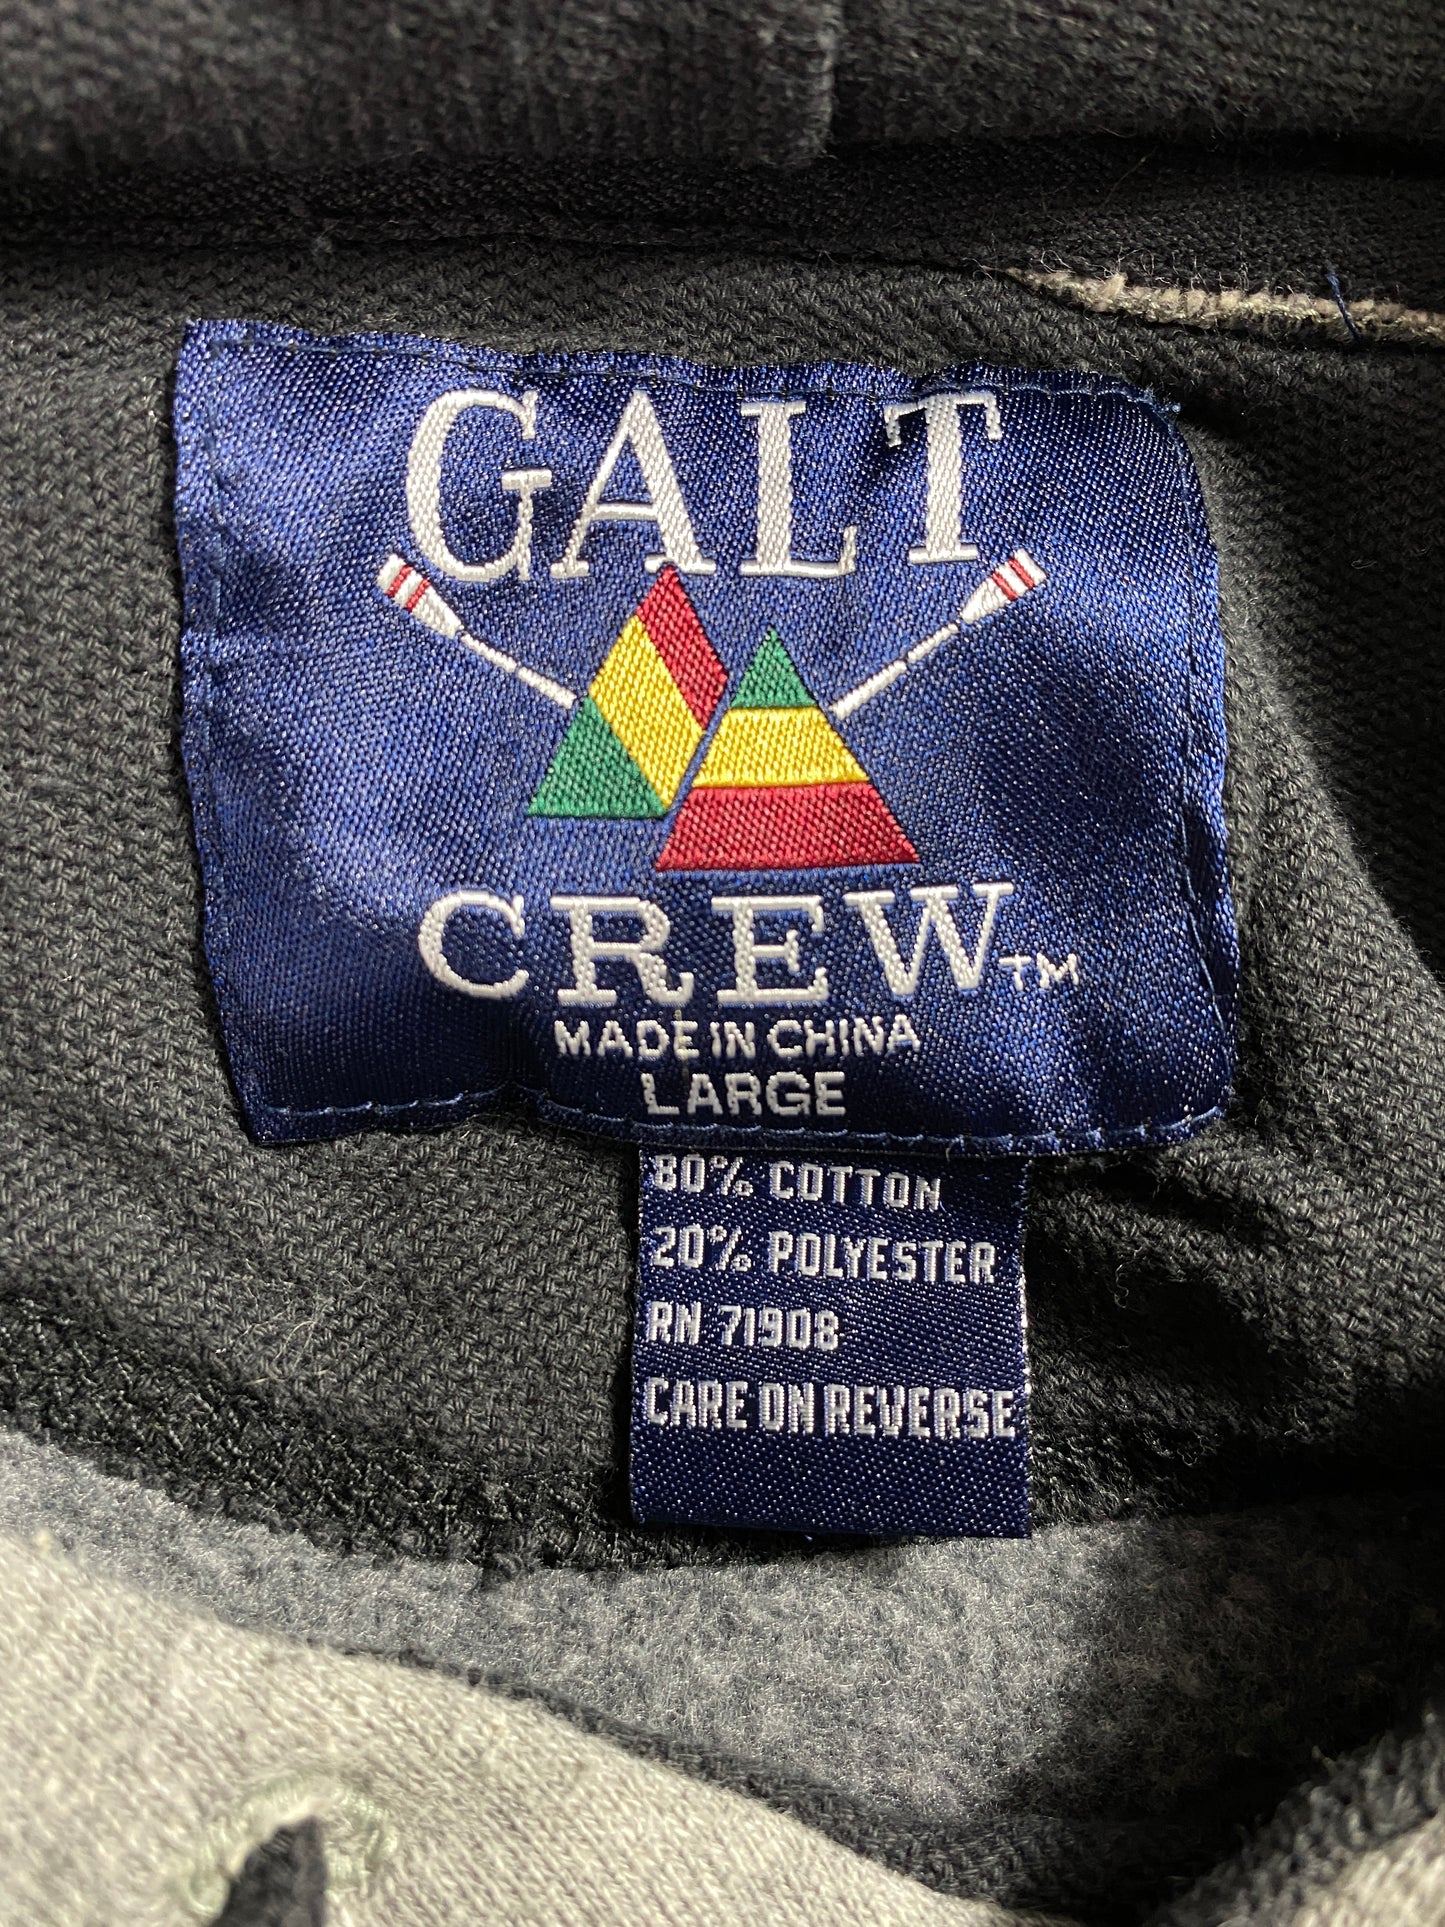 GALT
CREW™
MADE IN CHINA
LARGE
80% COTTON
20% POLYESTER
RN 71908
CARE ON REVERSE